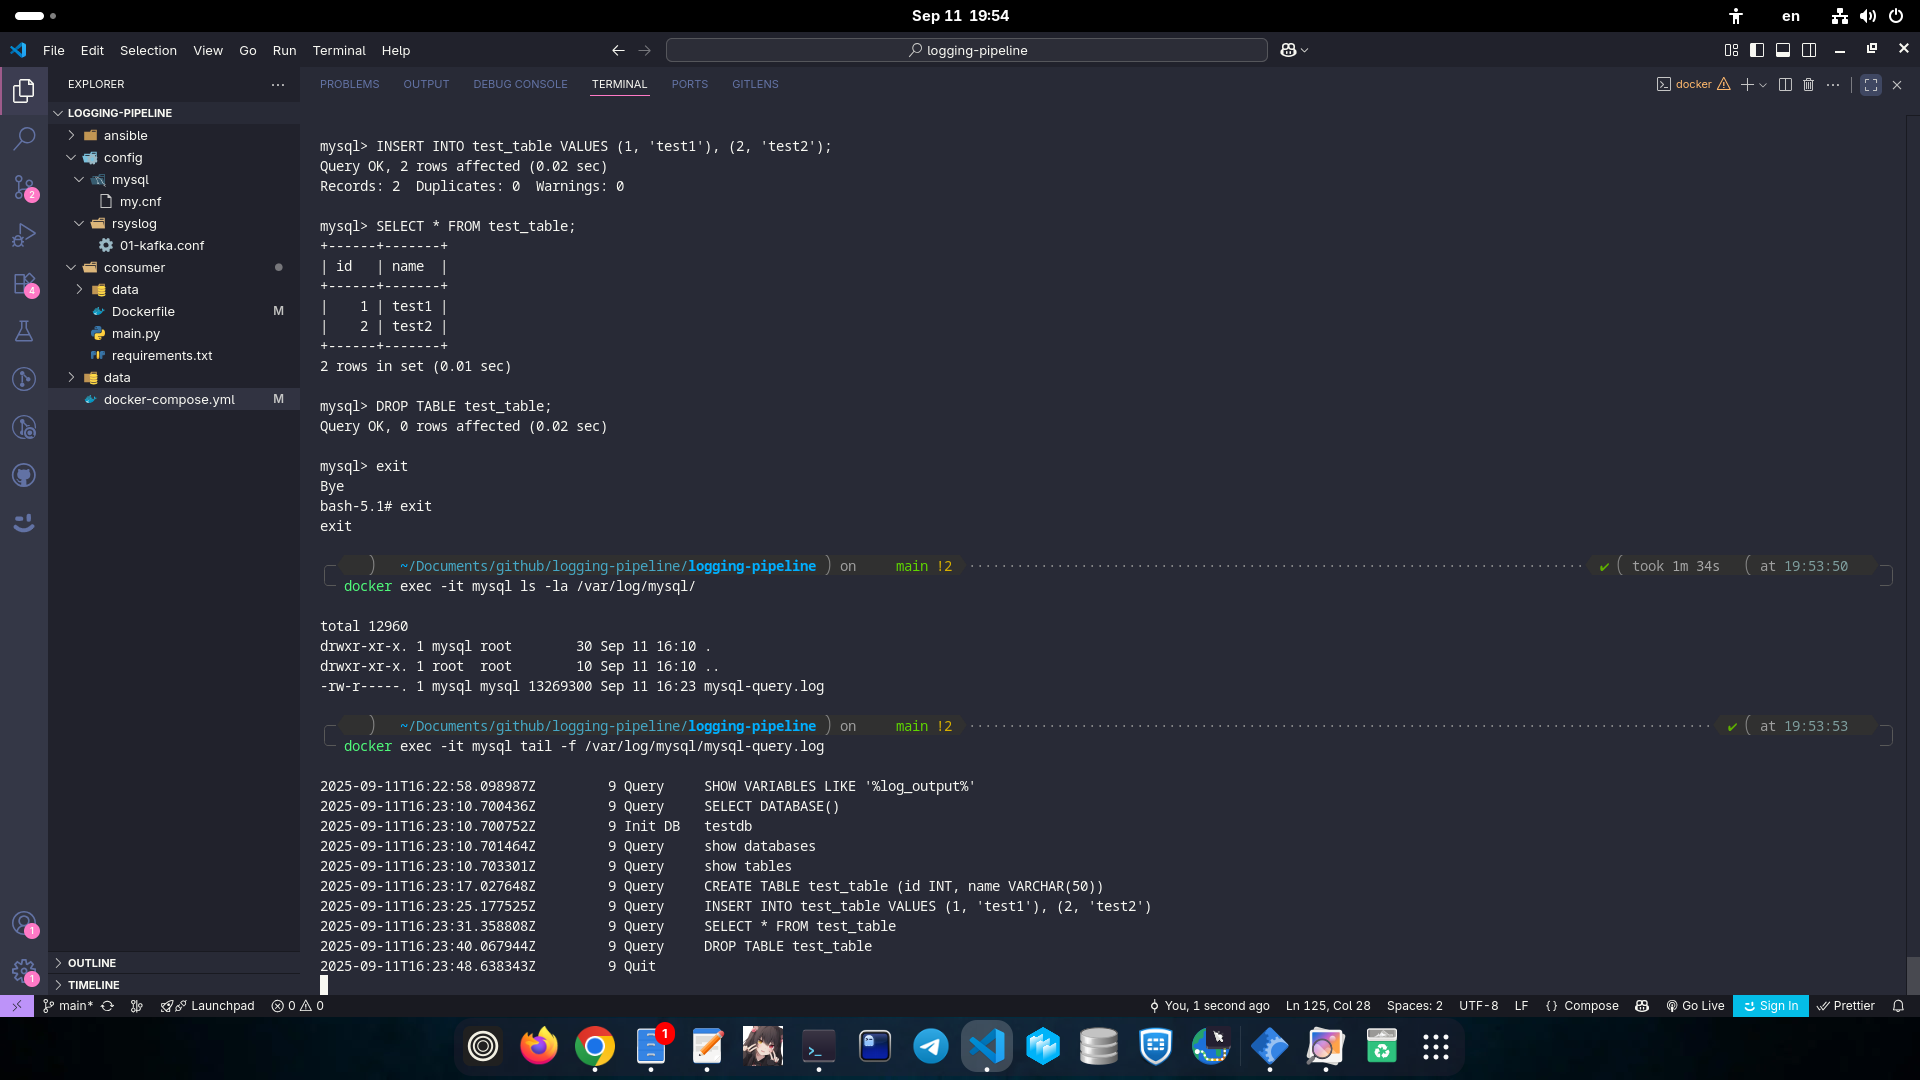 Sep 11 19:54
en
File Edit Selection View Go Run Terminal Help
logging-pipeline
EXPLORER
LOGGING-PIPELINE
ansible
config
mysql
my.cnf
rsyslog
01-kafka.conf
consumer
data
Dockerfile M
main.py
requirements.txt
data
docker-compose.yml M
OUTLINE
TIMELINE
2
4
1
1
PROBLEMS OUTPUT DEBUG CONSOLE TERMINAL PORTS GITLENS
docker
mysql> INSERT INTO test_table VALUES (1, 'test1'), (2, 'test2');
Query OK, 2 rows affected (0.02 sec)
Records: 2  Duplicates: 0  Warnings: 0
mysql> SELECT * FROM test_table;
+------+-------+
| id   | name  |
+------+-------+
|    1 | test1 |
|    2 | test2 |
+------+-------+
2 rows in set (0.01 sec)
mysql> DROP TABLE test_table;
Query OK, 0 rows affected (0.02 sec)
mysql> exit
Bye
bash-5.1# exit
exit
~/Documents/github/logging-pipeline/logging-pipeline ) on main !2 ✔ ( took 1m 34s ( at 19:53:50
docker exec -it mysql ls -la /var/log/mysql/
total 12960
drwxr-xr-x. 1 mysql root        30 Sep 11 16:10 .
drwxr-xr-x. 1 root  root        10 Sep 11 16:10 ..
-rw-r-----. 1 mysql mysql 13269300 Sep 11 16:23 mysql-query.log
~/Documents/github/logging-pipeline/logging-pipeline ) on main !2 ✔ ( at 19:53:53
docker exec -it mysql tail -f /var/log/mysql/mysql-query.log
2025-09-11T16:22:58.098987Z         9 Query     SHOW VARIABLES LIKE '%log_output%'
2025-09-11T16:23:10.700436Z         9 Query     SELECT DATABASE()
2025-09-11T16:23:10.700752Z         9 Init DB   testdb
2025-09-11T16:23:10.701464Z         9 Query     show databases
2025-09-11T16:23:10.703301Z         9 Query     show tables
2025-09-11T16:23:17.027648Z         9 Query     CREATE TABLE test_table (id INT, name VARCHAR(50))
2025-09-11T16:23:25.177525Z         9 Query     INSERT INTO test_table VALUES (1, 'test1'), (2, 'test2')
2025-09-11T16:23:31.358808Z         9 Query     SELECT * FROM test_table
2025-09-11T16:23:40.067944Z         9 Query     DROP TABLE test_table
2025-09-11T16:23:48.638343Z         9 Quit
main* Launchpad 0 0 You, 1 second ago Ln 125, Col 28 Spaces: 2 UTF-8 LF {} Compose Go Live Sign In Prettier
1